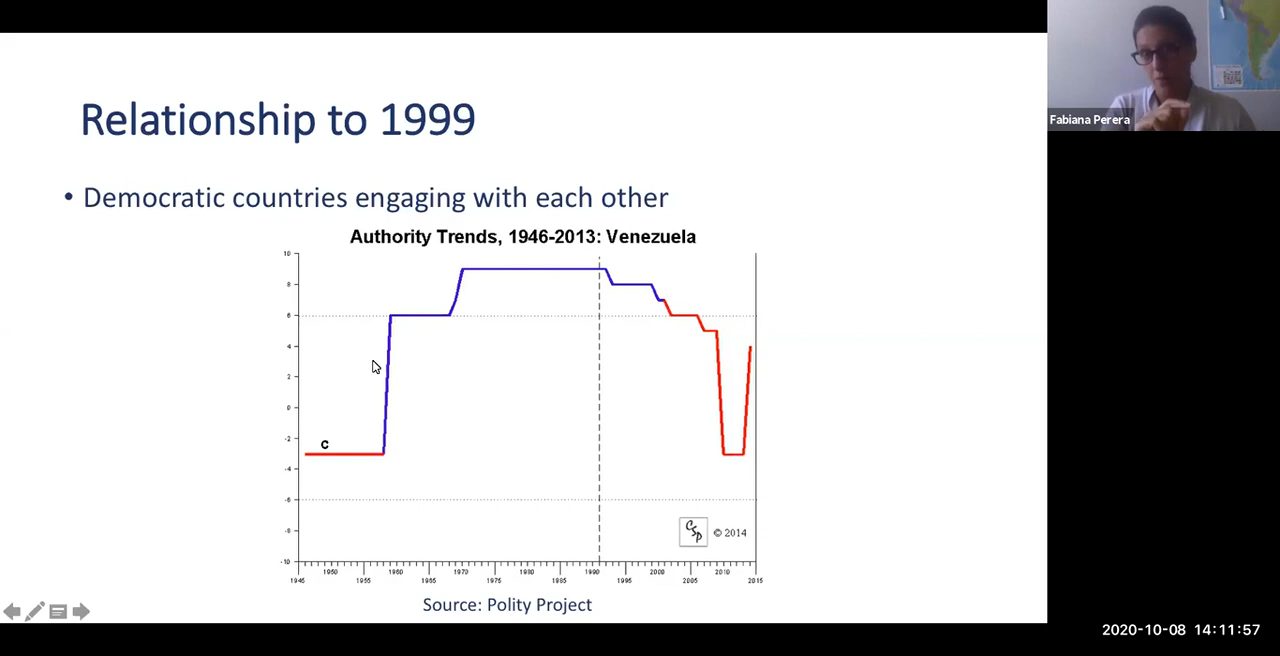 Relationship to 1999
• Democratic countries engaging with each other
Authority Trends, 1946-2013: Venezuela
10
8
6
4
2
0
-2
-4
-6
-8
-10
C
CSP © 2014
1945 1950 1955 1960 1965 1970 1975 1980 1985 1990 1995 2000 2005 2010 2015
Source: Polity Project
Fabiana Perera
2020-10-08 14:11:57